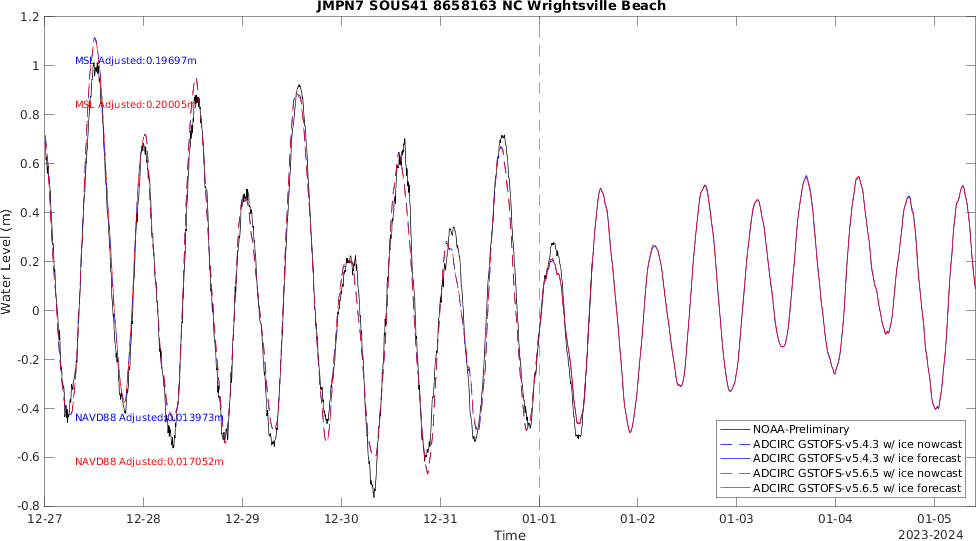 JMPN7 SOUS41 8658163 NC Wrightsville Beach
1.2
1
0.8
0.6
0.4
0.2
0
-0.2
-0.4
-0.6
-0.8
Water Level (m)
MSL Adjusted:0.19697m
MSL Adjusted:0.20005m
NAVD88 Adjusted:0.013973m
NAVD88 Adjusted:0.017052m
NOAA-Preliminary
ADCIRC GSTOFS-v5.4.3 w/ ice nowcast
ADCIRC GSTOFS-v5.4.3 w/ ice forecast
ADCIRC GSTOFS-v5.6.5 w/ ice nowcast
ADCIRC GSTOFS-v5.6.5 w/ ice forecast
12-27 12-28 12-29 12-30 12-31 01-01 01-02 01-03 01-04 01-05
Time
2023-2024